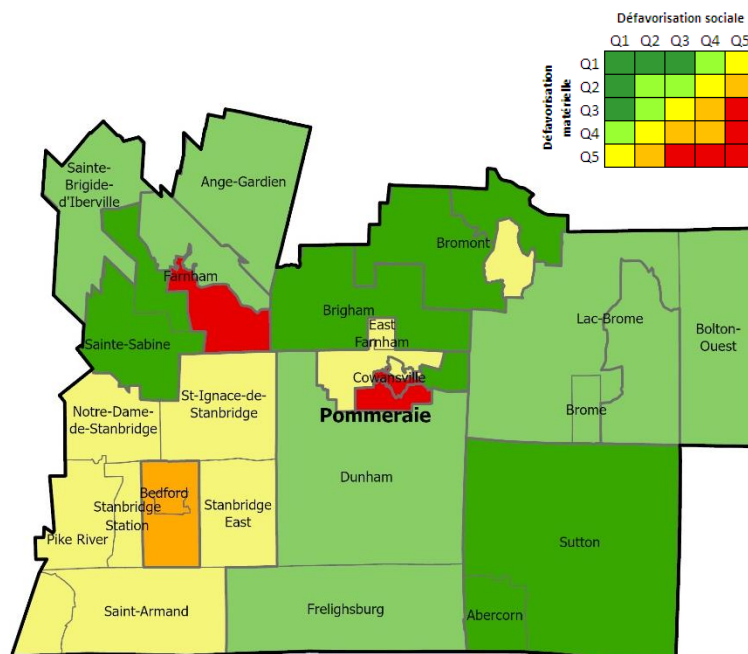 Défavorisation sociale
Q1 Q2 Q3 Q4 Q5
Défavorisation
matérielle
Q1
Q2
Q3
Q4
Q5
Sainte-
Brigide-
d'Iberville
Ange-Gardien
Bromont
Farnham
Brigham
East
Farnham
Lac-Brome
Bolton-
Ouest
Sainte-Sabine
Cowansville
St-Ignace-de-
Stanbridge
Notre-Dame-
de-Stanbridge
Pommeraie
Brome
Dunham
Bedford
Stanbridge
Station
Stanbridge
East
Pike River
Sutton
Saint-Armand
Frelighsburg
Abercorn